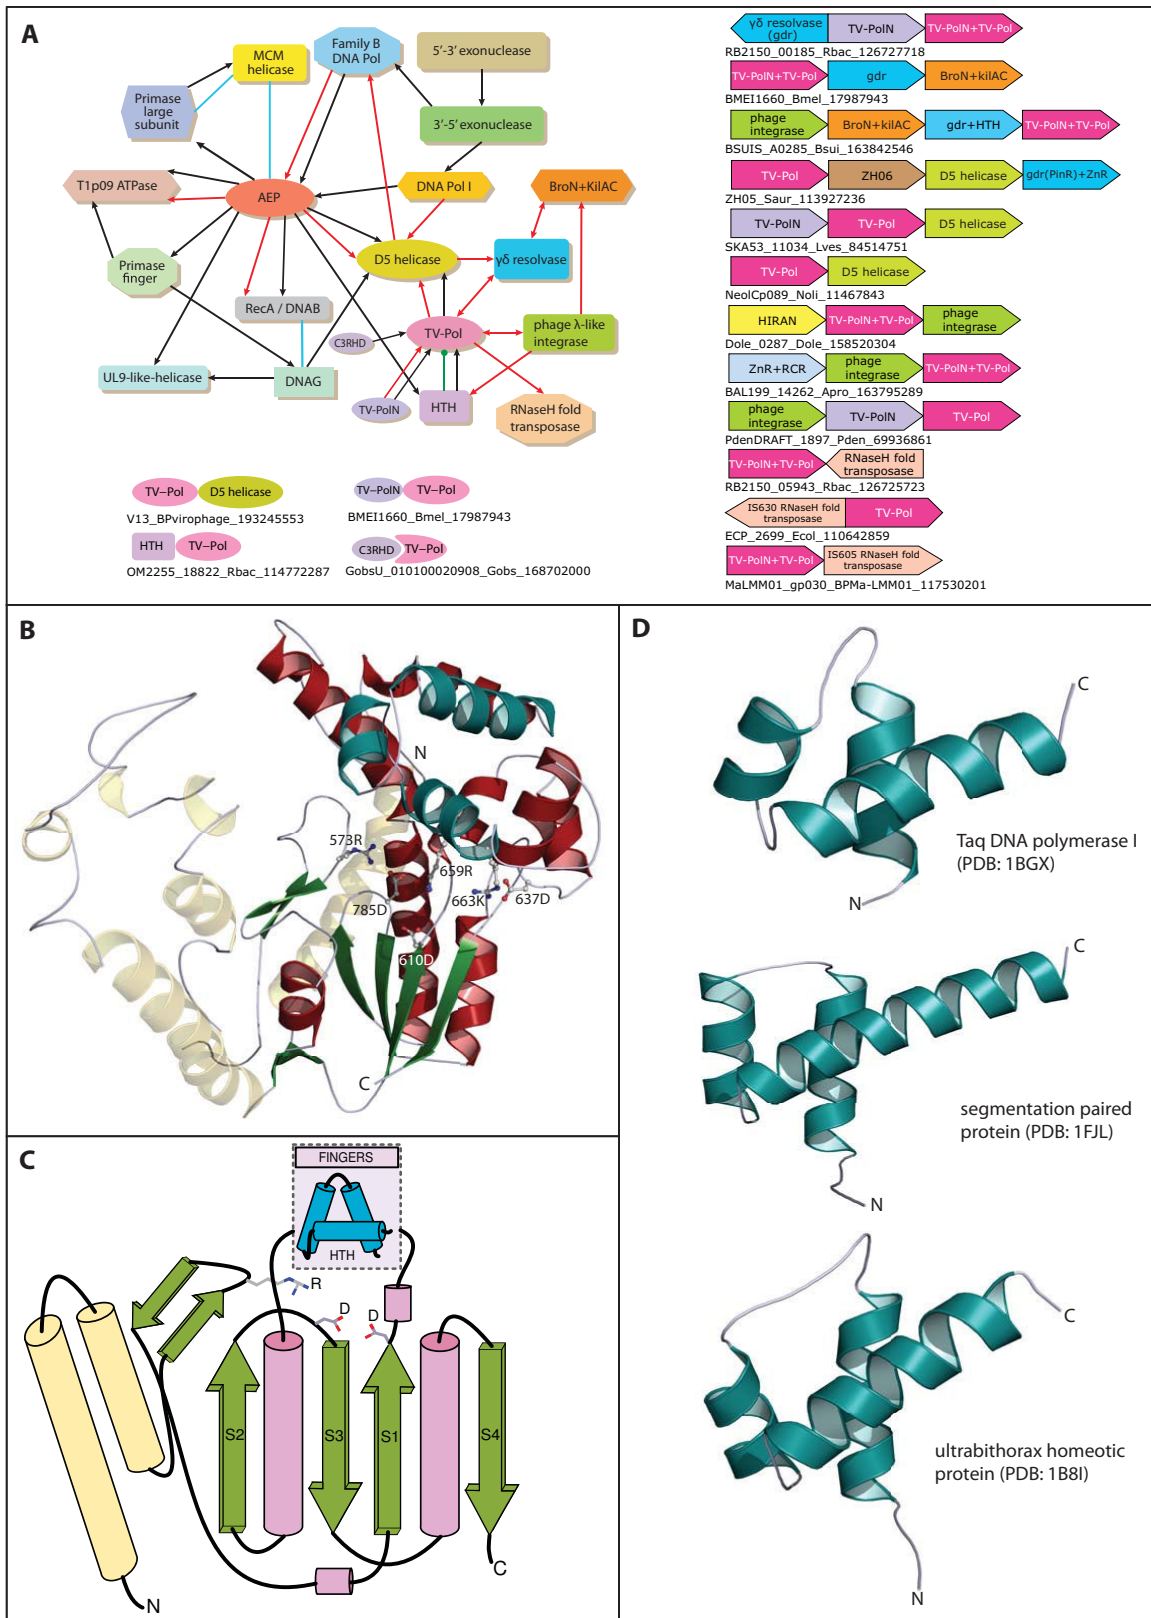 A
MCM
helicase
Family B
DNA Pol
5′-3′ exonuclease
Primase
large
subunit
3′-5′ exonuclease
T1p09 ATPase
AEP
DNA Pol I
BroN+KilAC
Primase
finger
D5 helicase
γδ resolvase
RecA / DNAB
C3RHD
TV-Pol
phage λ-like
integrase
UL9-like-helicase
DNAG
TV-PolN
HTH
RNaseH fold
transposase
TV–Pol
D5 helicase
V13_BPvirophage_193245553
TV–PolN
TV–Pol
BMEI1660_Bmel_17987943
HTH
TV–Pol
OM2255_18822_Rbac_114772287
C3RHD
TV–Pol
GobsU_010100020908_Gobs_168702000
γδ resolvase
(gdr)
TV-PolN
TV-PolN+TV-Pol
RB2150_00185_Rbac_126727718
TV-PolN+TV-Pol
gdr
BroN+kilAC
BMEI1660_Bmel_17987943
phage
integrase
BroN+kilAC
gdr+HTH
TV-PolN+TV-Pol
BSUIS_A0285_Bsui_163842546
TV-Pol
ZH06
D5 helicase
gdr(PinR)+ZnR
ZH05_Saur_113927236
TV-PolN
TV-Pol
D5 helicase
SKA53_11034_Lves_84514751
TV-Pol
D5 helicase
NeolCp089_Noli_11467843
HIRAN
TV-PolN+TV-Pol
phage
integrase
Dole_0287_Dole_158520304
ZnR+RCR
phage
integrase
TV-PolN+TV-Pol
BAL199_14262_Apro_163795289
phage
integrase
TV-PolN
TV-Pol
PdenDRAFT_1897_Pden_69936861
TV-PolN+TV-Pol
RNaseH fold
transposase
RB2150_05943_Rbac_126725723
IS630 RNaseH fold
transposase
TV-Pol
ECP_2699_Ecol_110642859
TV-PolN+TV-Pol
IS605 RNaseH fold
transposase
MaLMM01_gp030_BPMa-LMM01_117530201
B
N
573R
659R
785D
663K
637D
610D
C
C
FINGERS
HTH
R
D
D
S2
S3
S1
S4
C
N
D
C
Taq DNA polymerase I
(PDB: 1BGX)
N
C
segmentation paired
protein (PDB: 1FJL)
N
C
ultrabithorax homeotic
protein (PDB: 1B8I)
N